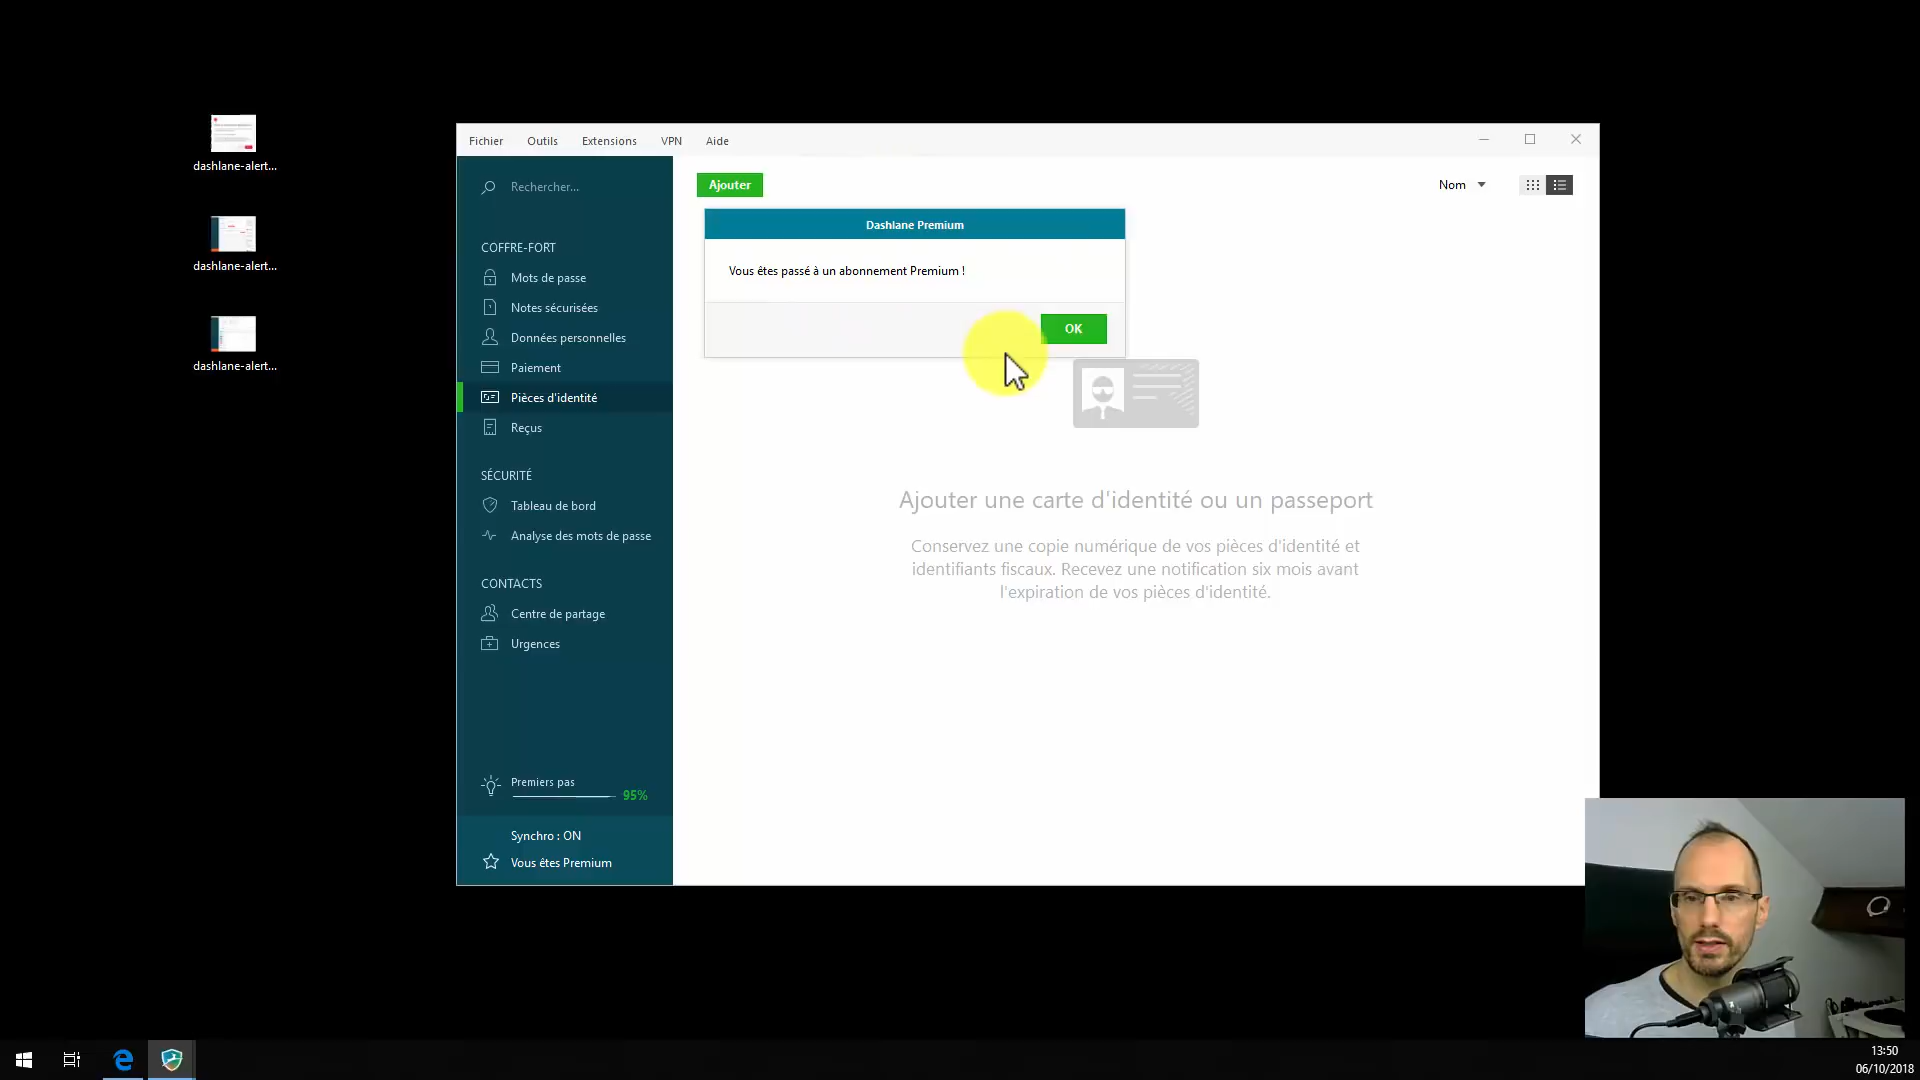 dashlane-alert...
dashlane-alert...
dashlane-alert...
Fichier Outils Extensions VPN Aide
Rechercher...
COFFRE-FORT
Mots de passe
Notes sécurisées
Données personnelles
Paiement
Pièces d'identité
Reçus
SÉCURITÉ
Tableau de bord
Analyse des mots de passe
CONTACTS
Centre de partage
Urgences
Premiers pas
95%
Synchro : ON
Vous êtes Premium
Ajouter
Nom
Dashlane Premium
Vous êtes passé à un abonnement Premium !
OK
Ajouter une carte d'identité ou un passeport
Conservez une copie numérique de vos pièces d'identité et
identifiants fiscaux. Recevez une notification six mois avant
l'expiration de vos pièces d'identité.
13:50
06/10/2018